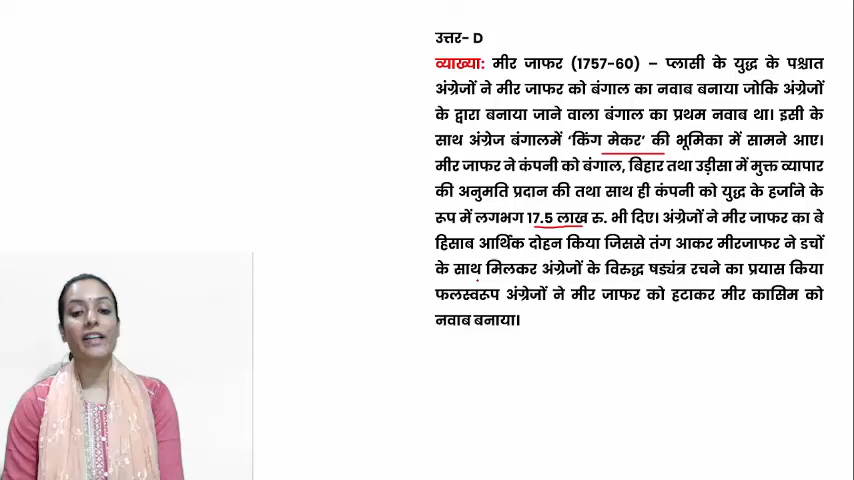 उत्तर- D
व्याख्या: मीर जाफर (1757-60) – प्लासी के युद्ध के पश्चात
अंग्रेजों ने मीर जाफर को बंगाल का नवाब बनाया जोकि अंग्रेजों
के द्वारा बनाया जाने वाला बंगाल का प्रथम नवाब था। इसी के
साथ अंग्रेज बंगालमें 'किंग मेकर' की भूमिका में सामने आए।
मीर जाफर ने कंपनी को बंगाल, बिहार तथा उड़ीसा में मुक्त व्यापार
की अनुमति प्रदान की तथा साथ ही कंपनी को युद्ध के हर्जाने के
रूप में लगभग 17.5 लाख रु. भी दिए। अंग्रेजों ने मीर जाफर का बे
हिसाब आर्थिक दोहन किया जिससे तंग आकर मीरजाफर ने डचों
के साथ मिलकर अंग्रेजों के विरुद्ध षड्यंत्र रचने का प्रयास किया
फलस्वरूप अंग्रेजों ने मीर जाफर को हटाकर मीर कासिम को
नवाब बनाया।